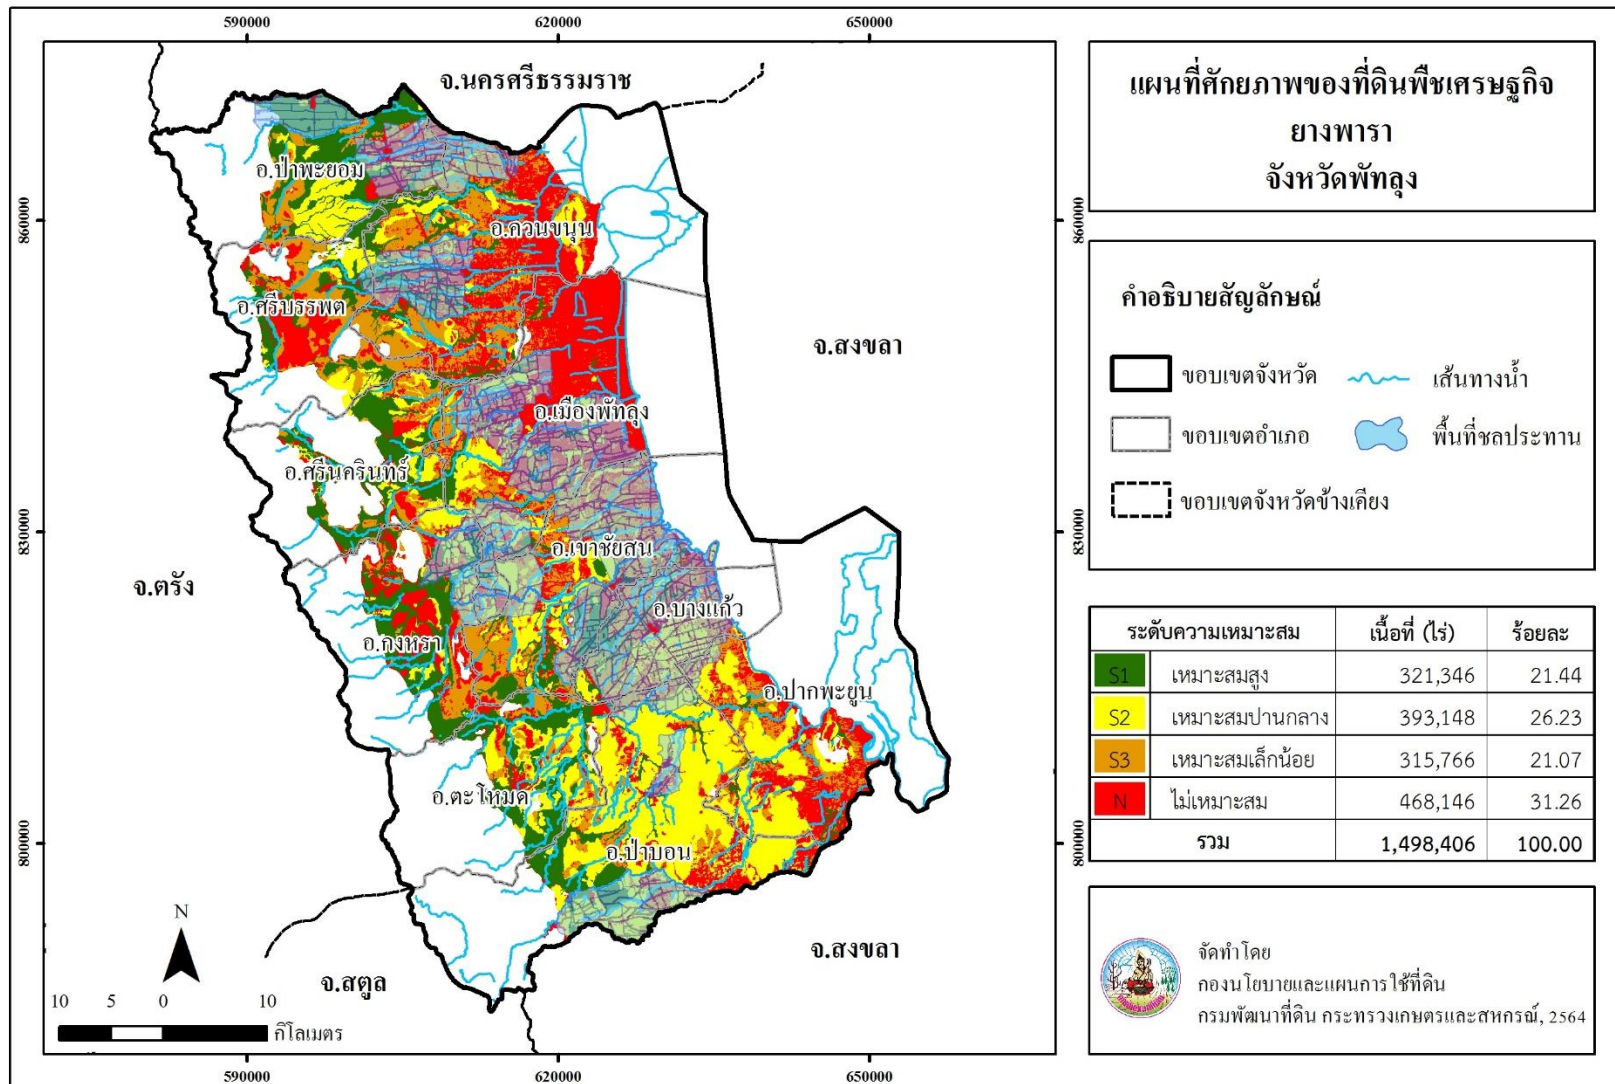 590000
620000
650000
แผนที่ศักยภาพของที่ดินพืชเศรษฐกิจ
ยางพารา
จังหวัดพัทลุง
จ.นครศรีธรรมราช
อ.ป่าพะยอม
860000
860000
อ.ควนขนุน
อ.ศรีบรรพต
จ.สงขลา
อ.เมืองพัทลุง
อ.ศรีนครินทร์
830000
830000
อ.เขาชัยสน
จ.ตรัง
อ.บางแก้ว
อ.กงหรา
อ.ปากพะยูน
อ.ตะโหมด
800000
800000
อ.ป่าบอน
จ.สงขลา
จ.สตูล
N
10 5 0 10
กิโลเมตร
590000
620000
650000
คำอธิบายสัญลักษณ์
ขอบเขตจังหวัด
เส้นทางน้ำ
ขอบเขตอำเภอ
พื้นที่ชลประทาน
ขอบเขตจังหวัดข้างเคียง
ระดับความเหมาะสม เนื้อที่ (ไร่) ร้อยละ
S1 เหมาะสมสูง 321,346 21.44
S2 เหมาะสมปานกลาง 393,148 26.23
S3 เหมาะสมเล็กน้อย 315,766 21.07
N ไม่เหมาะสม 468,146 31.26
รวม 1,498,406 100.00
จัดทำโดย
กองนโยบายและแผนการใช้ที่ดิน
กรมพัฒนาที่ดิน กระทรวงเกษตรและสหกรณ์, 2564